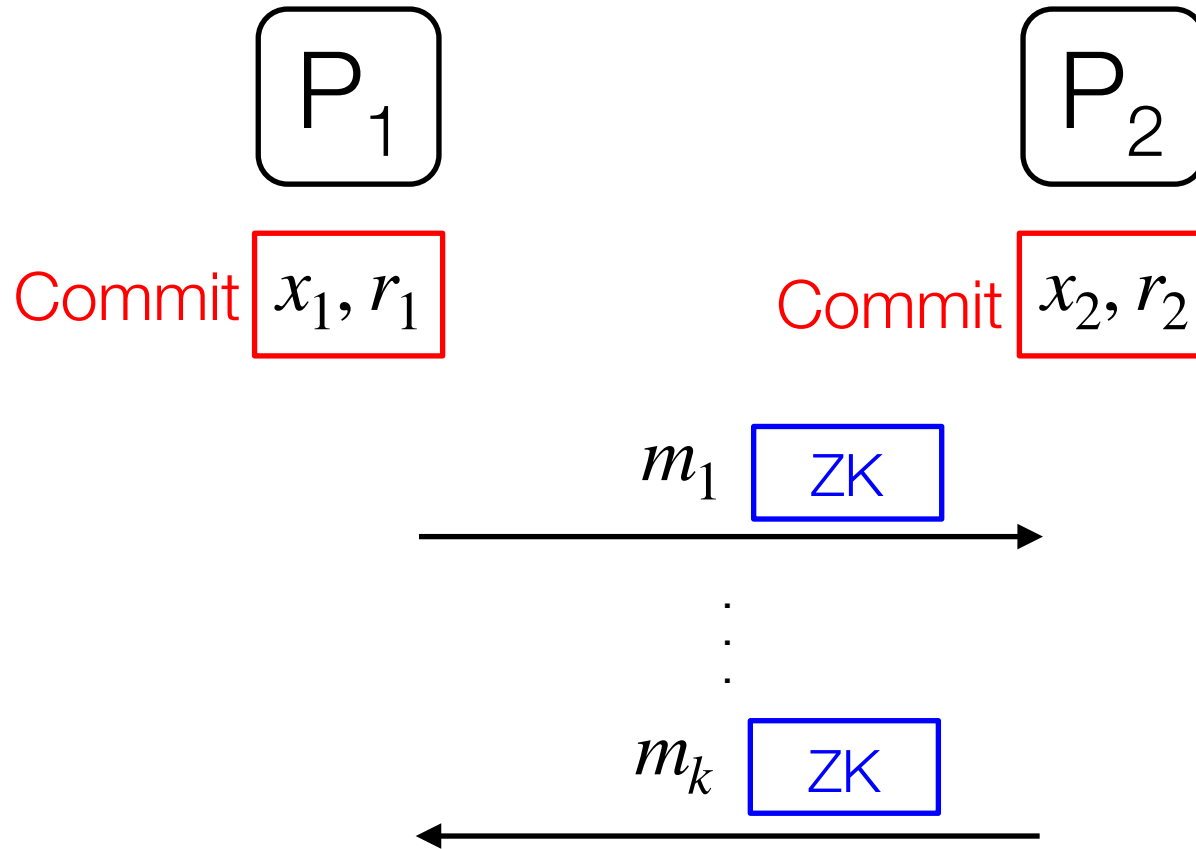 P₁ P₂
Commit x₁, r₁ Commit x₂, r₂
m₁ ZK
mₖ ZK